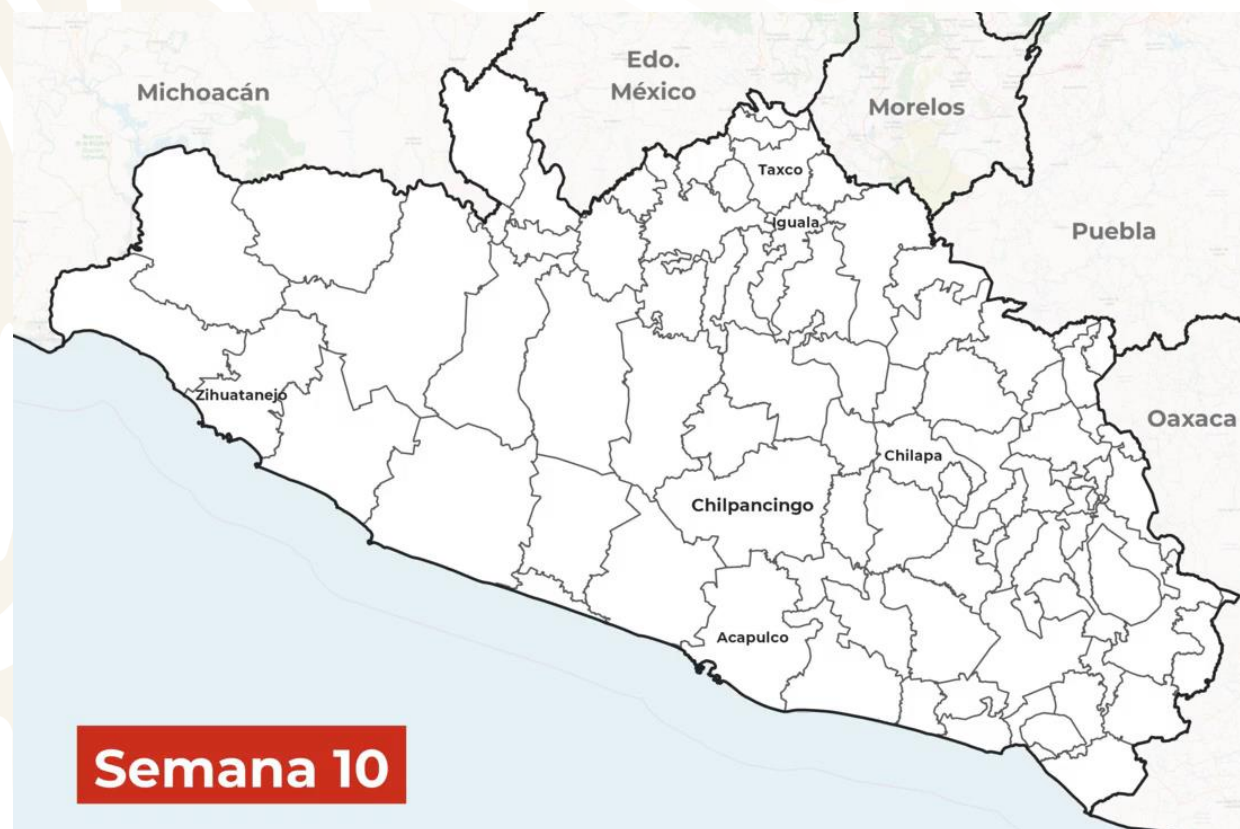 Edo.
México
Michoacán
Morelos
Taxco
Iguala
Puebla
Zihuatanejo
Oaxaca
Chilapa
Chilpancingo
Acapulco
Semana 10